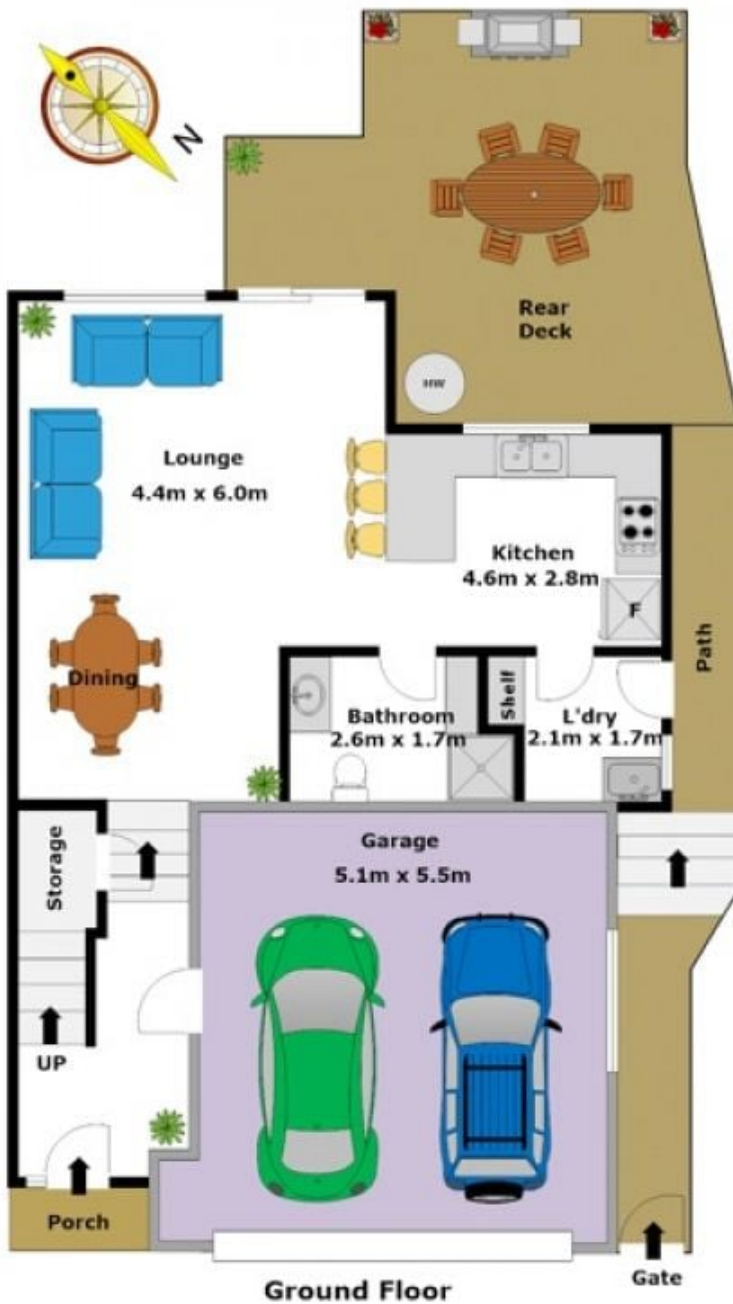 N
Rear
Deck
HW
Lounge
4.4m x 6.0m
Kitchen
4.6m x 2.8m
F
Path
Dining
Bathroom
2.6m x 1.7m
Shelf
L'dry
2.1m x 1.7m
Storage
Garage
5.1m x 5.5m
UP
Porch
Gate
Ground Floor